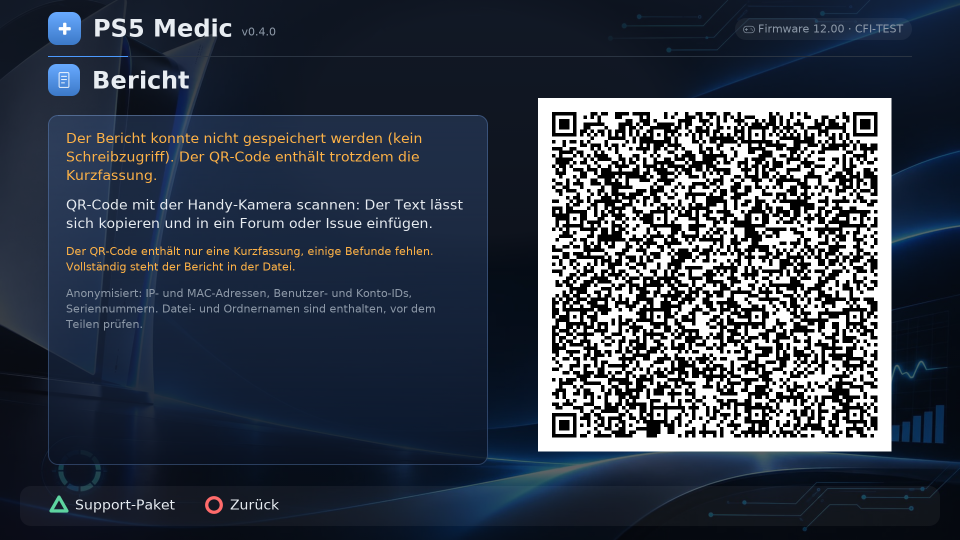 PS5 Medic v0.4.0
Firmware 12.00 · CFI-TEST
Bericht
Der Bericht konnte nicht gespeichert werden (kein
Schreibzugriff). Der QR-Code enthält trotzdem die
Kurzfassung.
QR-Code mit der Handy-Kamera scannen: Der Text lässt
sich kopieren und in ein Forum oder Issue einfügen.
Der QR-Code enthält nur eine Kurzfassung, einige Befunde fehlen.
Vollständig steht der Bericht in der Datei.
Anonymisiert: IP- und MAC-Adressen, Benutzer- und Konto-IDs,
Seriennummern. Datei- und Ordnernamen sind enthalten, vor dem
Teilen prüfen.
Support-Paket
Zurück